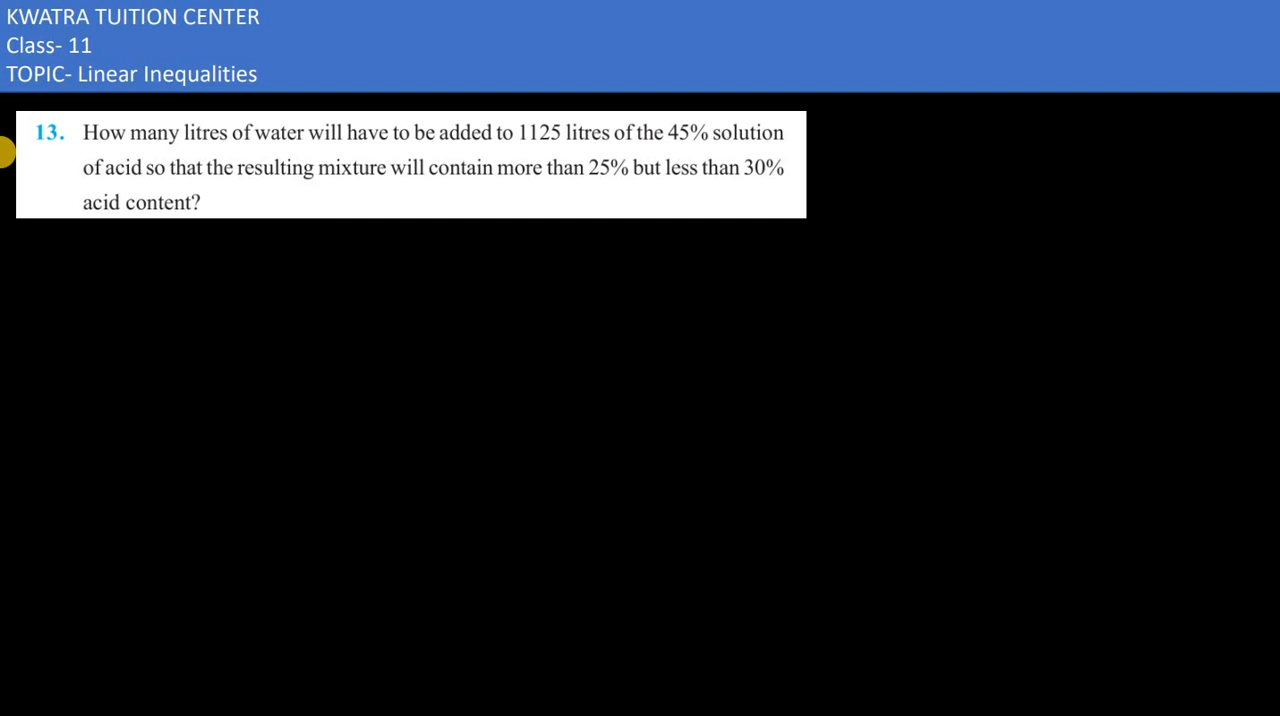 KWATRA TUITION CENTER
Class- 11
TOPIC- Linear Inequalities
13. How many litres of water will have to be added to 1125 litres of the 45% solution
of acid so that the resulting mixture will contain more than 25% but less than 30%
acid content?